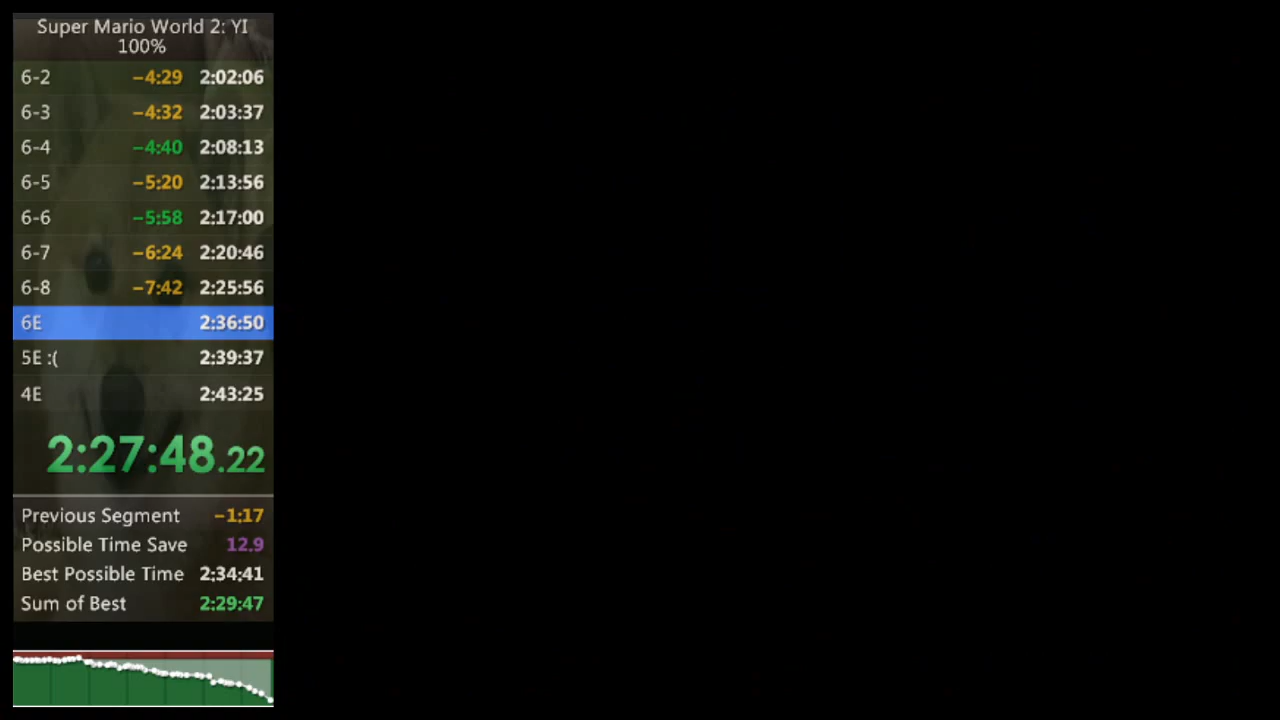 Super Mario World 2: YI
100%
6-2 −4:29 2:02:06
6-3 −4:32 2:03:37
6-4 −4:40 2:08:13
6-5 −5:20 2:13:56
6-6 −5:58 2:17:00
6-7 −6:24 2:20:46
6-8 −7:42 2:25:56
6E 2:36:50
5E :( 2:39:37
4E 2:43:25
2:27:48.22
Previous Segment −1:17
Possible Time Save 12.9
Best Possible Time 2:34:41
Sum of Best 2:29:47